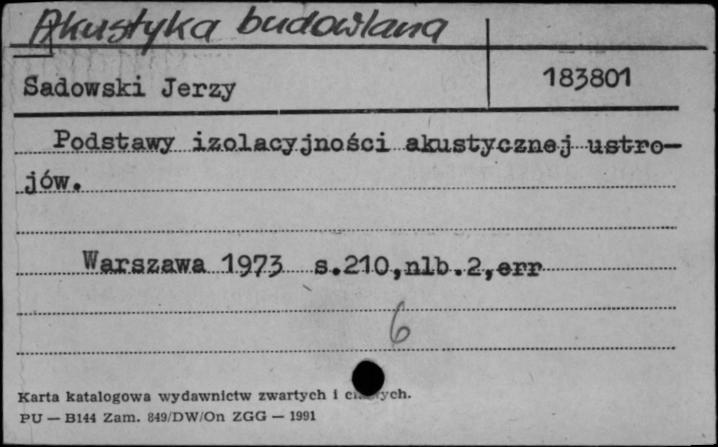 Akustyka budowlana
Sadowski Jerzy
183801
Podstawy izolacyjności akustycznej ustro-
jów.
Warszawa 1973 s.210,nlb.2,err
6
Karta katalogowa wydawnictw zwartych i
PU — B144 Zam. 849/DW/On ZGG — 1991